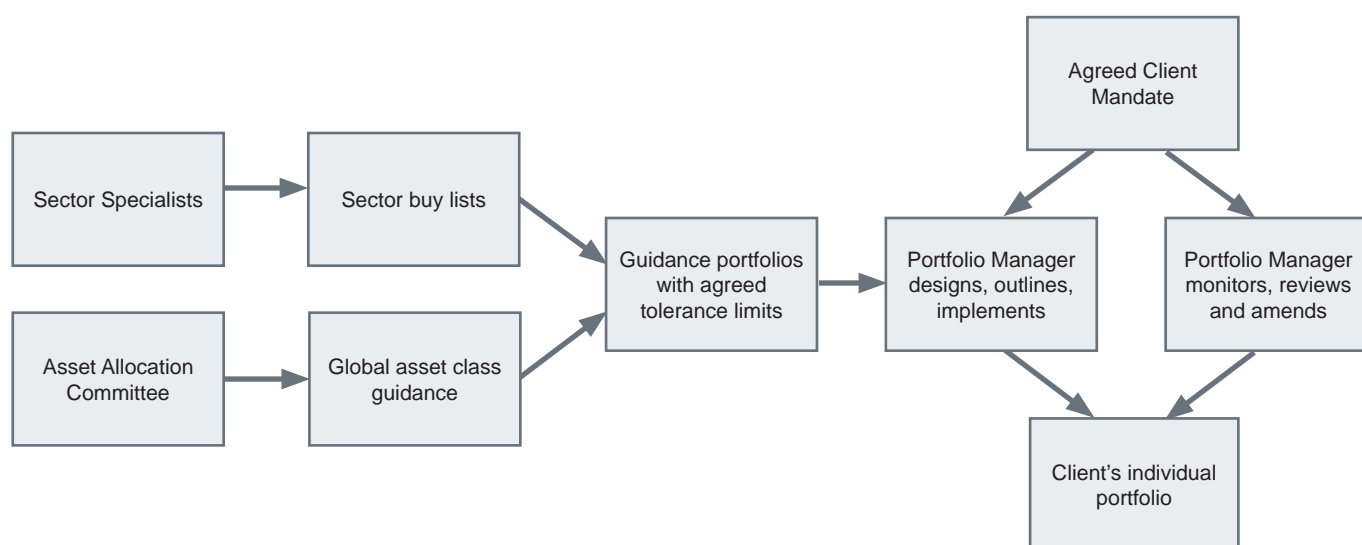 Agreed Client
Mandate
Sector Specialists
Sector buy lists
Guidance portfolios
with agreed
tolerance limits
Portfolio Manager
designs, outlines,
implements
Portfolio Manager
monitors, reviews
and amends
Asset Allocation
Committee
Global asset class
guidance
Client’s individual
portfolio